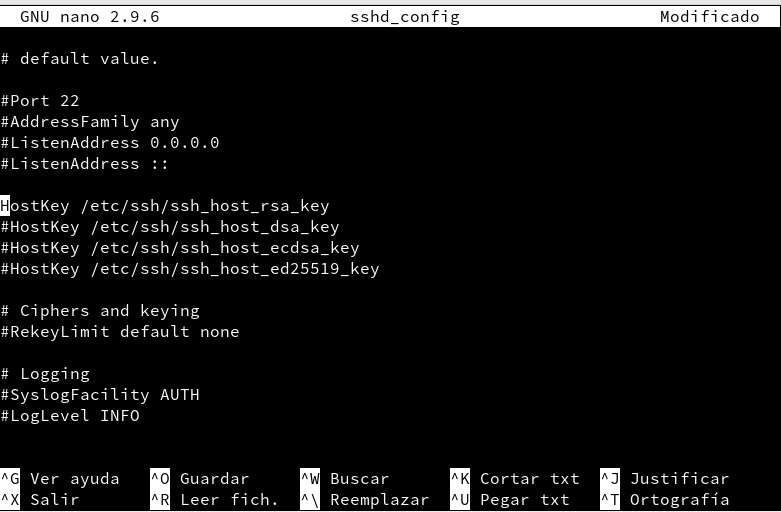 GNU nano 2.9.6 sshd_config Modificado
# default value.
#Port 22
#AddressFamily any
#ListenAddress 0.0.0.0
#ListenAddress ::
HostKey /etc/ssh/ssh_host_rsa_key
#HostKey /etc/ssh/ssh_host_dsa_key
#HostKey /etc/ssh/ssh_host_ecdsa_key
#HostKey /etc/ssh/ssh_host_ed25519_key
# Ciphers and keying
#RekeyLimit default none
# Logging
#SyslogFacility AUTH
#LogLevel INFO
^G Ver ayuda ^O Guardar ^W Buscar ^K Cortar txt ^J Justificar
^X Salir ^R Leer fich. ^\ Reemplazar ^U Pegar txt ^T Ortografía